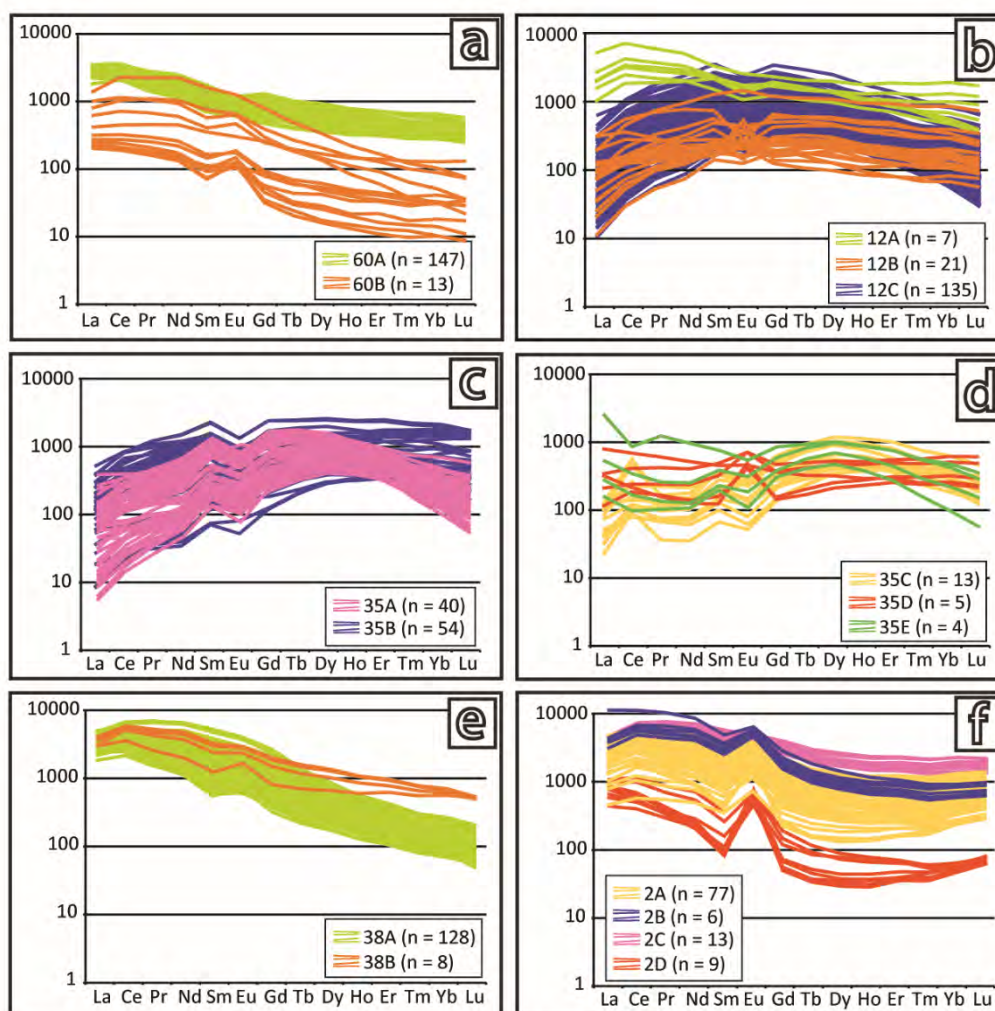 a
10000
1000
100
10
1
60A (n = 147)
60B (n = 13)
La Ce Pr Nd Sm Eu Gd Tb Dy Ho Er Tm Yb Lu
b
10000
1000
100
10
1
12A (n = 7)
12B (n = 21)
12C (n = 135)
La Ce Pr Nd Sm Eu Gd Tb Dy Ho Er Tm Yb Lu
c
10000
1000
100
10
1
35A (n = 40)
35B (n = 54)
La Ce Pr Nd Sm Eu Gd Tb Dy Ho Er Tm Yb Lu
d
10000
1000
100
10
1
35C (n = 13)
35D (n = 5)
35E (n = 4)
La Ce Pr Nd Sm Eu Gd Tb Dy Ho Er Tm Yb Lu
e
10000
1000
100
10
1
38A (n = 128)
38B (n = 8)
La Ce Pr Nd Sm Eu Gd Tb Dy Ho Er Tm Yb Lu
f
10000
1000
100
10
1
2A (n = 77)
2B (n = 6)
2C (n = 13)
2D (n = 9)
La Ce Pr Nd Sm Eu Gd Tb Dy Ho Er Tm Yb Lu